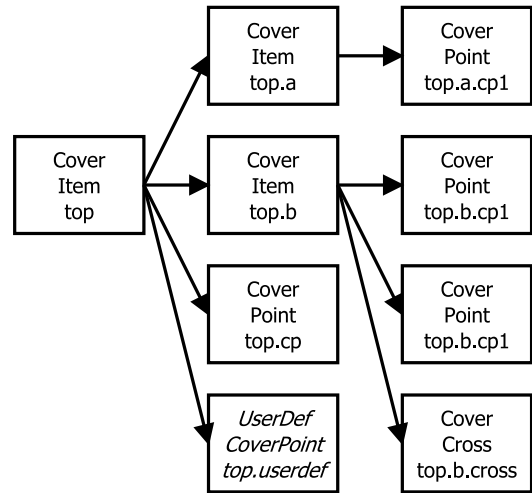 Cover
Item
top
Cover
Item
top.a
Cover
Point
top.a.cp1
Cover
Item
top.b
Cover
Point
top.b.cp1
Cover
Point
top.cp
Cover
Point
top.b.cp1
UserDef
CoverPoint
top.userdef
Cover
Cross
top.b.cross